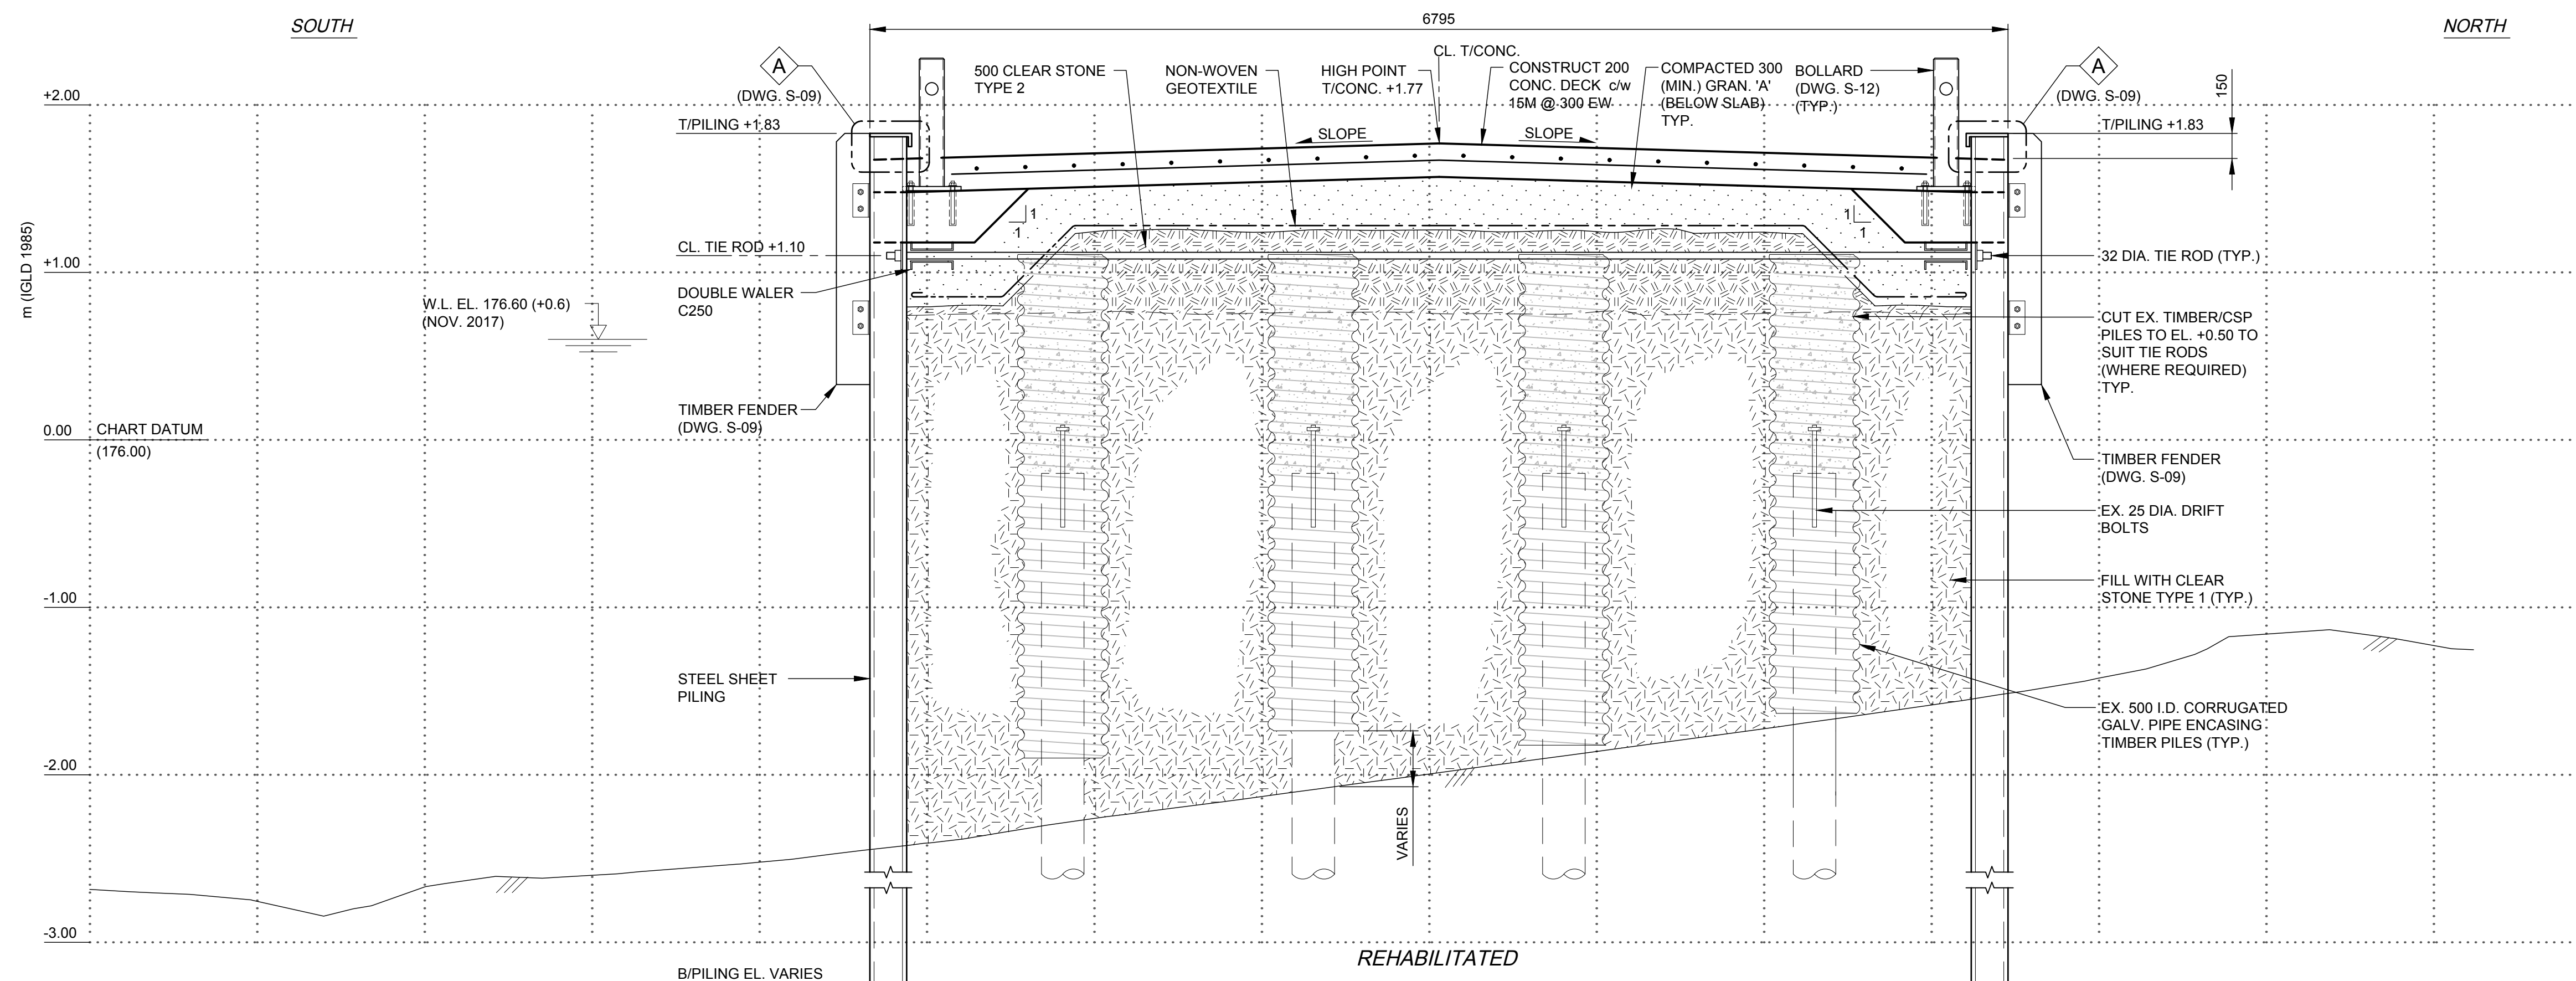 SOUTH
6795
NORTH
A
(DWG. S-09)
500 CLEAR STONE
TYPE 2
NON-WOVEN
GEOTEXTILE
HIGH POINT
T/CONC. +1.77
CL. T/CONC.
CONSTRUCT 200
CONC. DECK c/w
15M @ 300 EW
COMPACTED 300
(MIN.) GRAN. 'A'
(BELOW SLAB)
TYP.
BOLLARD
(DWG. S-12)
(TYP.)
A
(DWG. S-09)
150
+2.00
T/PILING +1.83
SLOPE
SLOPE
T/PILING +1.83
1
1
1
1
m (IGLD 1985)
CL. TIE ROD +1.10
32 DIA. TIE ROD (TYP.)
+1.00
DOUBLE WALER
C250
W.L. EL. 176.60 (+0.6)
(NOV. 2017)
CUT EX. TIMBER/CSP
PILES TO EL. +0.50 TO
SUIT TIE RODS
(WHERE REQUIRED)
TYP.
TIMBER FENDER
(DWG. S-09)
0.00
CHART DATUM
(176.00)
TIMBER FENDER
(DWG. S-09)
EX. 25 DIA. DRIFT
BOLTS
FILL WITH CLEAR
STONE TYPE 1 (TYP.)
-1.00
STEEL SHEET
PILING
EX. 500 I.D. CORRUGATED
GALV. PIPE ENCASING
TIMBER PILES (TYP.)
-2.00
VARIES
-3.00
REHABILITATED
B/PILING EL. VARIES